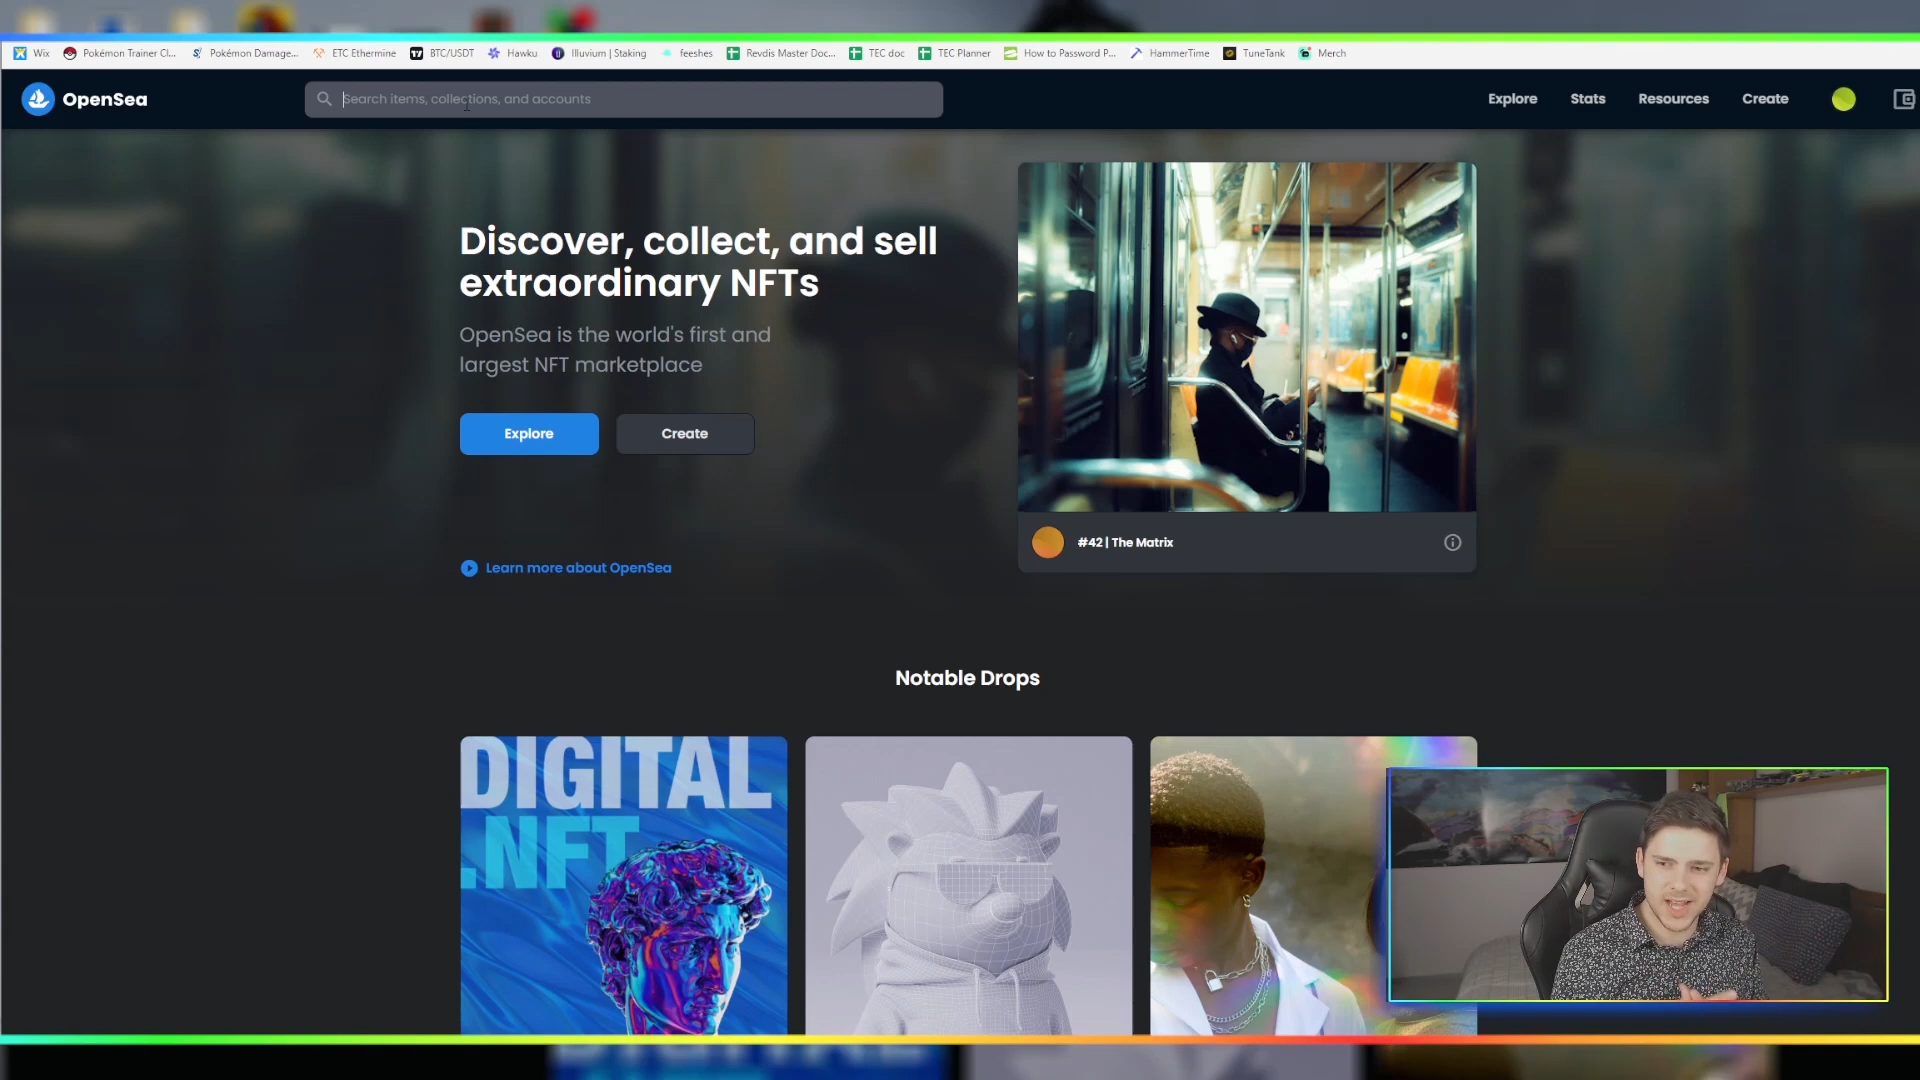 Wix Pokémon Trainer Cl... Pokémon Damage... ETC Ethermine BTC/USDT Hawku Illuvium | Staking feeshes Revdis Master Doc... TEC doc TEC Planner How to Password P... HammerTime TuneTank Merch
OpenSea Search items, collections, and accounts Explore Stats Resources Create
Discover, collect, and sell
extraordinary NFTs
OpenSea is the world's first and
largest NFT marketplace
Explore Create
#42 | The Matrix
Learn more about OpenSea
Notable Drops
DIGITAL
.NFT